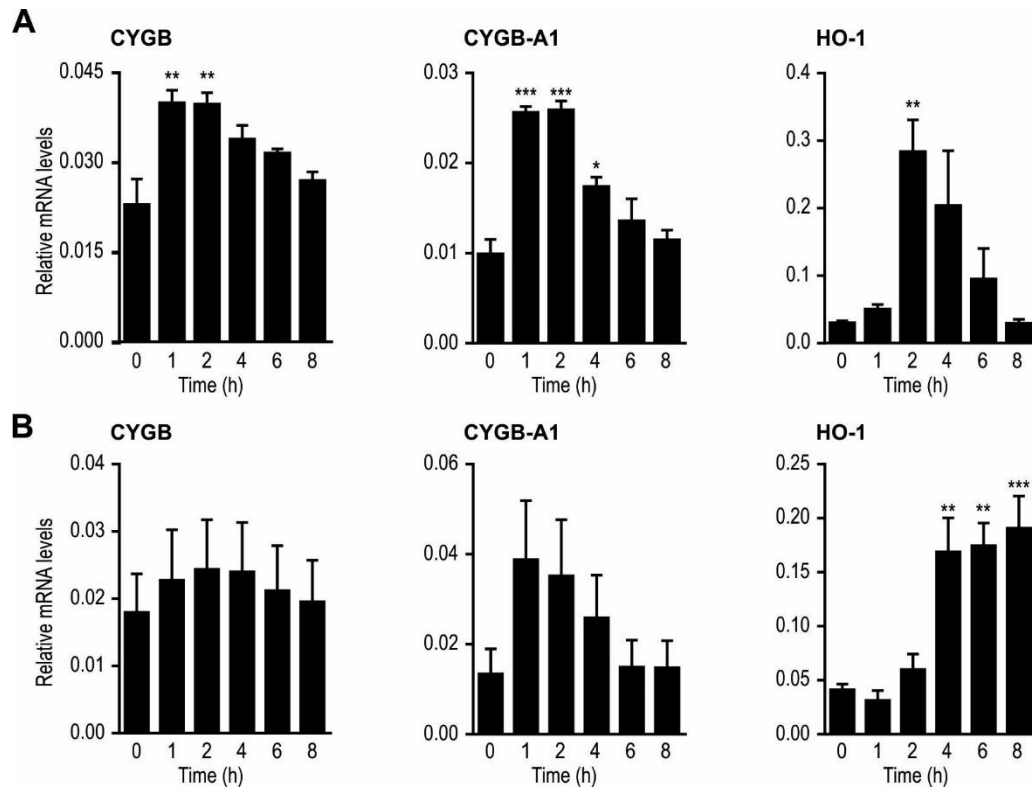 A
CYGB
CYGB-A1
HO-1
Relative mRNA levels
0.045
0.030
0.015
0.000
** **
0 1 2 4 6 8
Time (h)
0.03
0.02
0.01
0.00
*** *** *
0 1 2 4 6 8
Time (h)
0.4
0.3
0.2
0.1
0.0
**
0 1 2 4 6 8
Time (h)
B
CYGB
CYGB-A1
HO-1
Relative mRNA levels
0.04
0.03
0.02
0.01
0.00
0 1 2 4 6 8
Time (h)
0.06
0.04
0.02
0.00
0 1 2 4 6 8
Time (h)
0.25
0.20
0.15
0.10
0.05
0.00
** ** ***
0 1 2 4 6 8
Time (h)